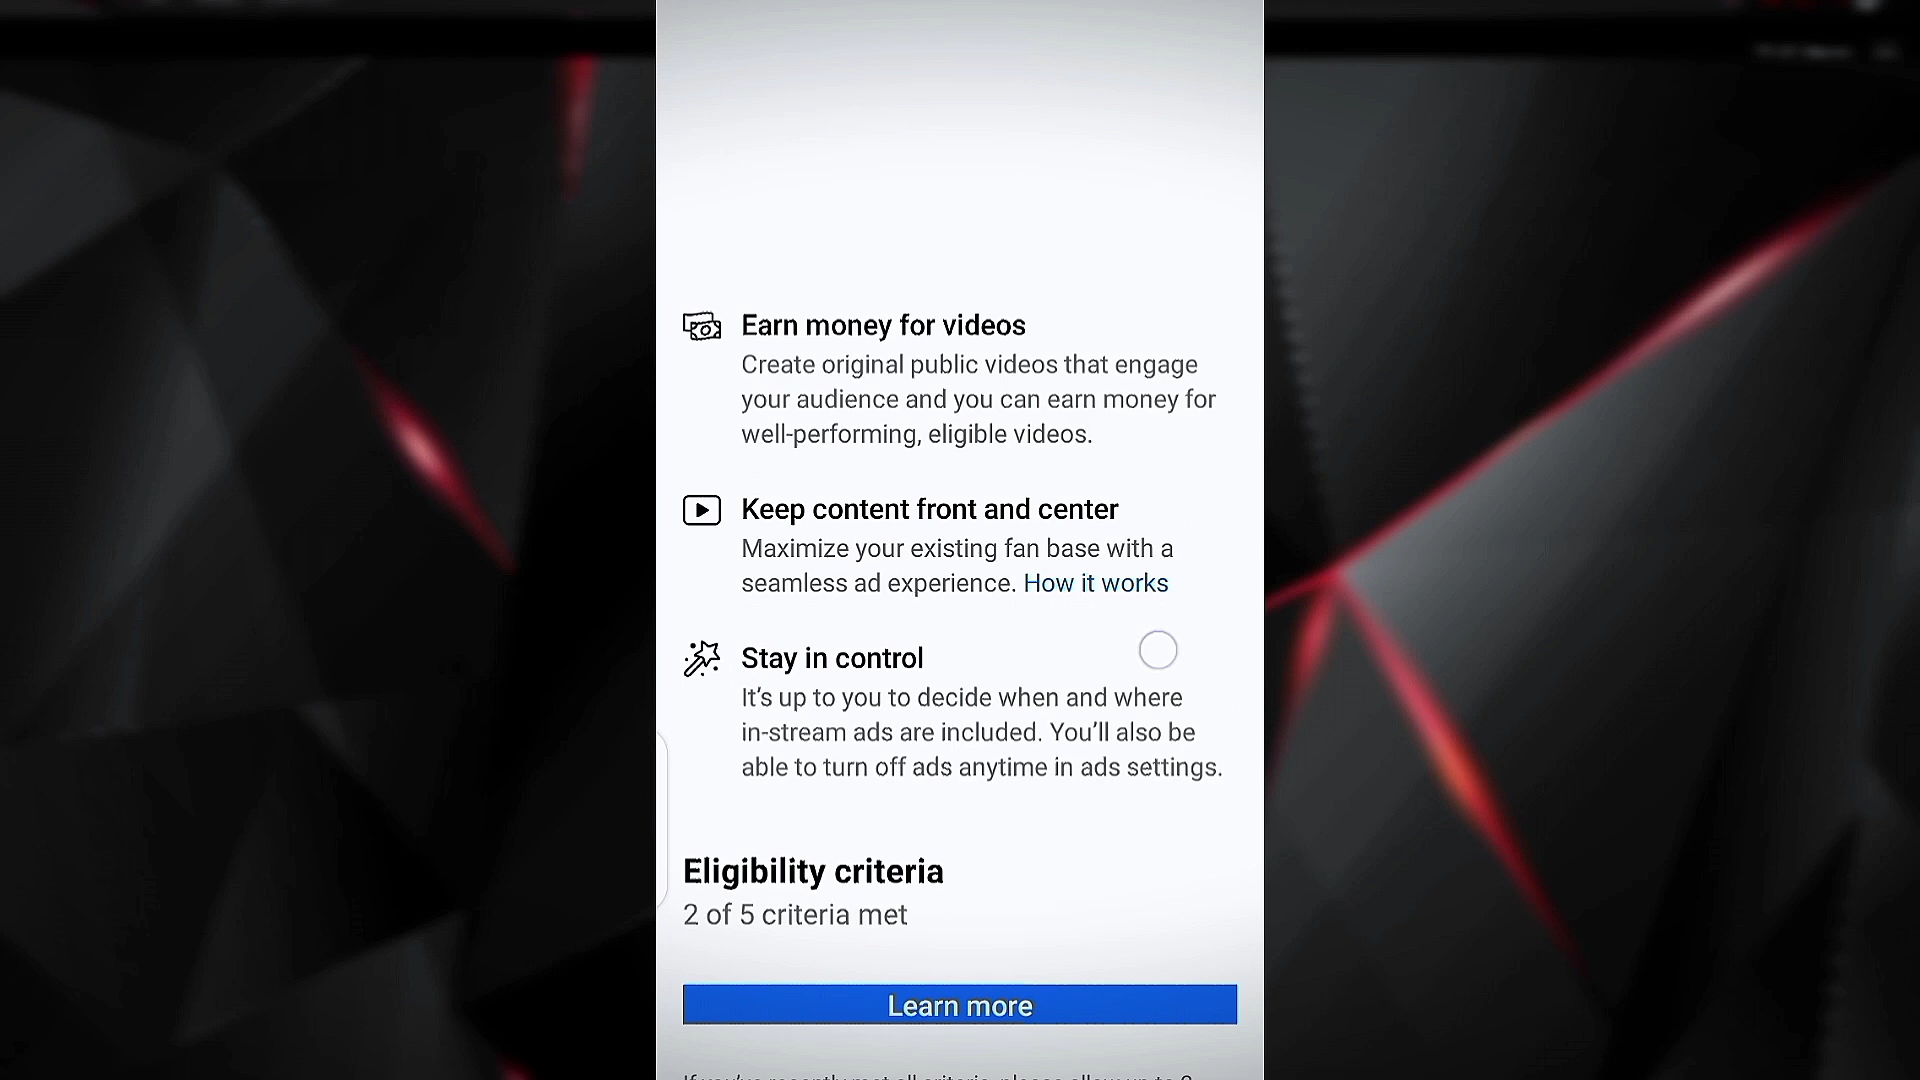 Earn money for videos
Create original public videos that engage
your audience and you can earn money for
well-performing, eligible videos.
Keep content front and center
Maximize your existing fan base with a
seamless ad experience. How it works
Stay in control
It’s up to you to decide when and where
in-stream ads are included. You’ll also be
able to turn off ads anytime in ads settings.
Eligibility criteria
2 of 5 criteria met
Learn more